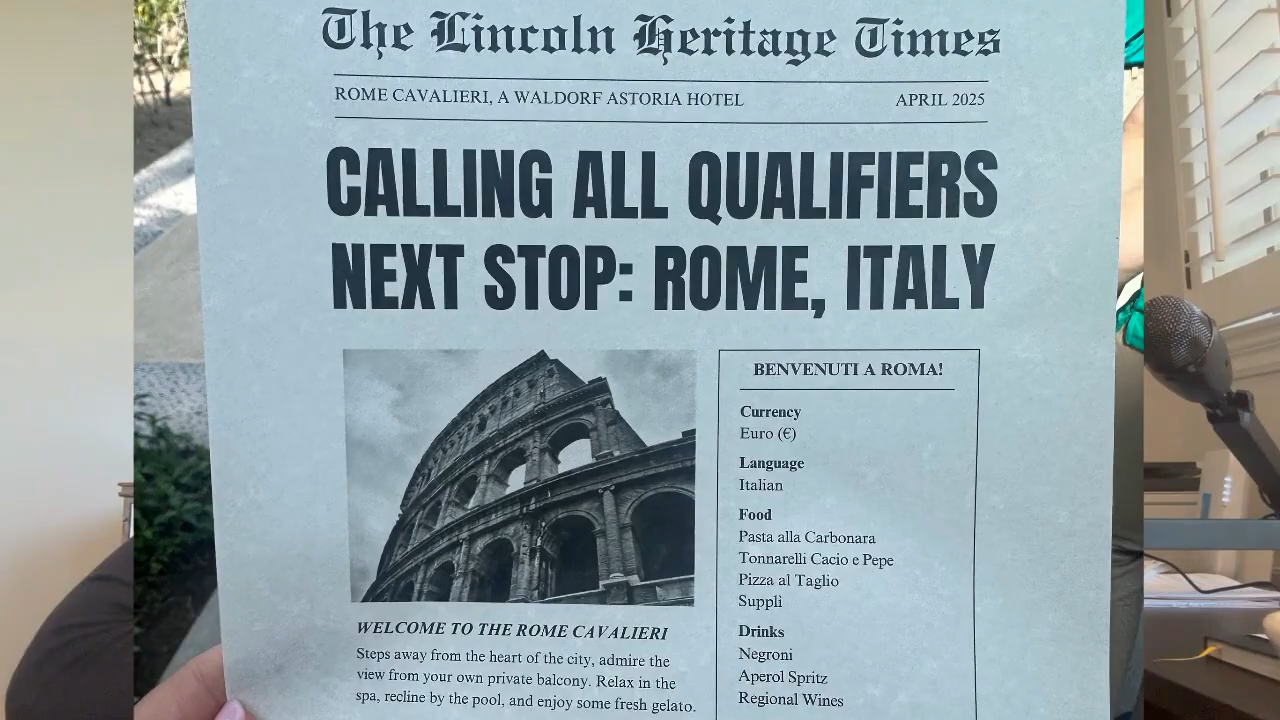 The Lincoln Heritage Times
ROME CAVALIERI, A WALDORF ASTORIA HOTEL
APRIL 2025
CALLING ALL QUALIFIERS
NEXT STOP: ROME, ITALY
WELCOME TO THE ROME CAVALIERI
Steps away from the heart of the city, admire the
view from your own private balcony. Relax in the
spa, recline by the pool, and enjoy some fresh gelato.
BENVENUTI A ROMA!
Currency
Euro (€)
Language
Italian
Food
Pasta alla Carbonara
Tonnarelli Cacio e Pepe
Pizza al Taglio
Supplì
Drinks
Negroni
Aperol Spritz
Regional Wines